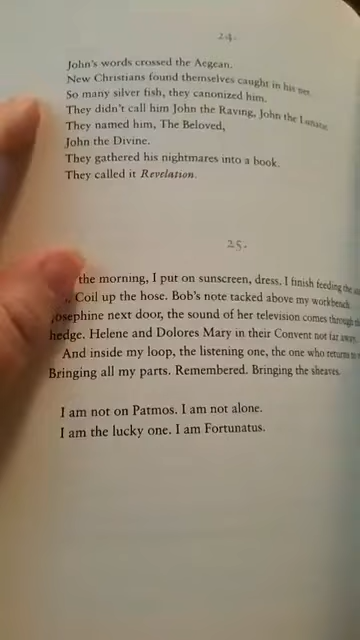 24.
John's words crossed the Aegean.
New Christians found themselves caught in his net.
So many silver fish, they canonized him.
They didn't call him John the Raving, John the Lunatic
They named him, The Beloved,
John the Divine.
They gathered his nightmares into a book.
They called it Revelation.
25.
the morning, I put on sunscreen, dress. I finish feeding the
Coil up the hose. Bob's note tacked above my workbench
Josephine next door, the sound of her television comes through
hedge. Helene and Dolores Mary in their Convent not far away.
And inside my loop, the listening one, the one who returns
Bringing all my parts. Remembered. Bringing the sheaves.
I am not on Patmos. I am not alone.
I am the lucky one. I am Fortunatus.